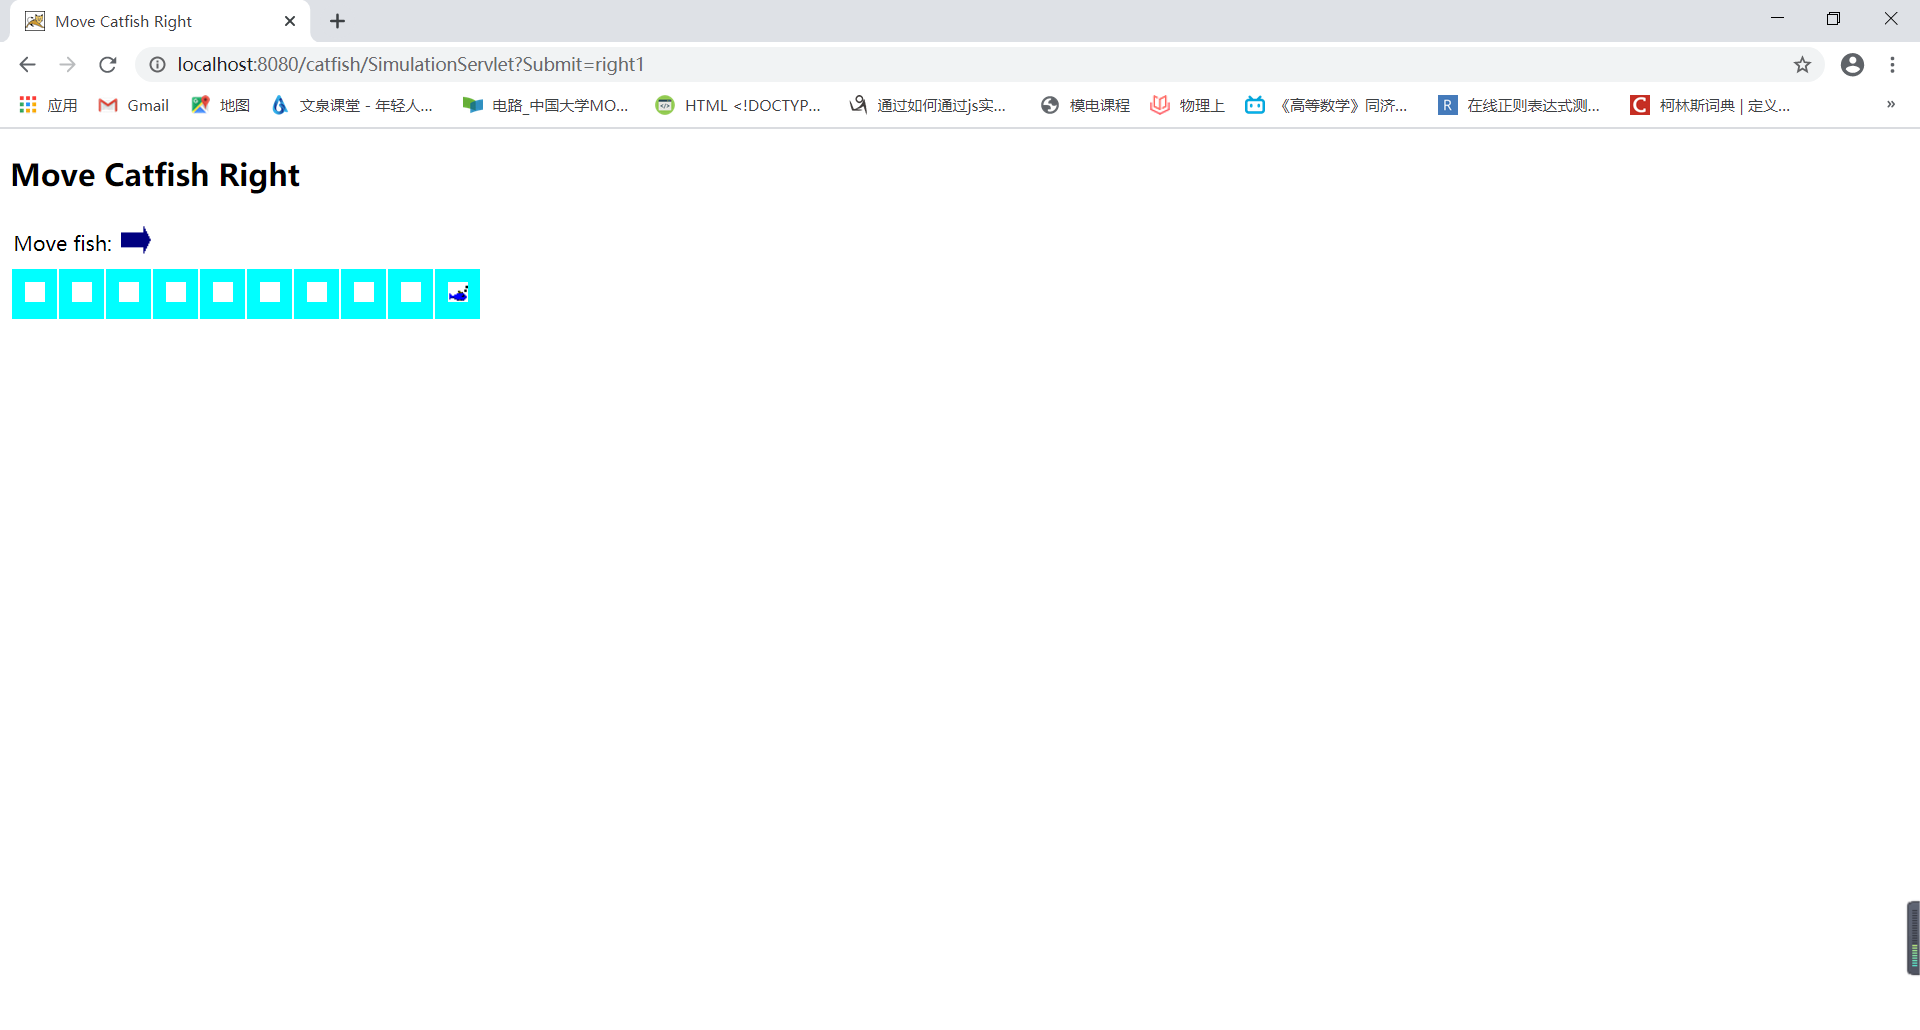 Move Catfish Right
localhost:8080/catfish/SimulationServlet?Submit=right1
应用 Gmail 地图 文泉课堂 - 年轻人... 电路_中国大学MO... HTML <!DOCTYP... 通过如何通过js实... 模电课程 物理上 《高等数学》同济... R 在线正则表达式测... C 柯林斯词典 | 定义... »
Move Catfish Right
Move fish: